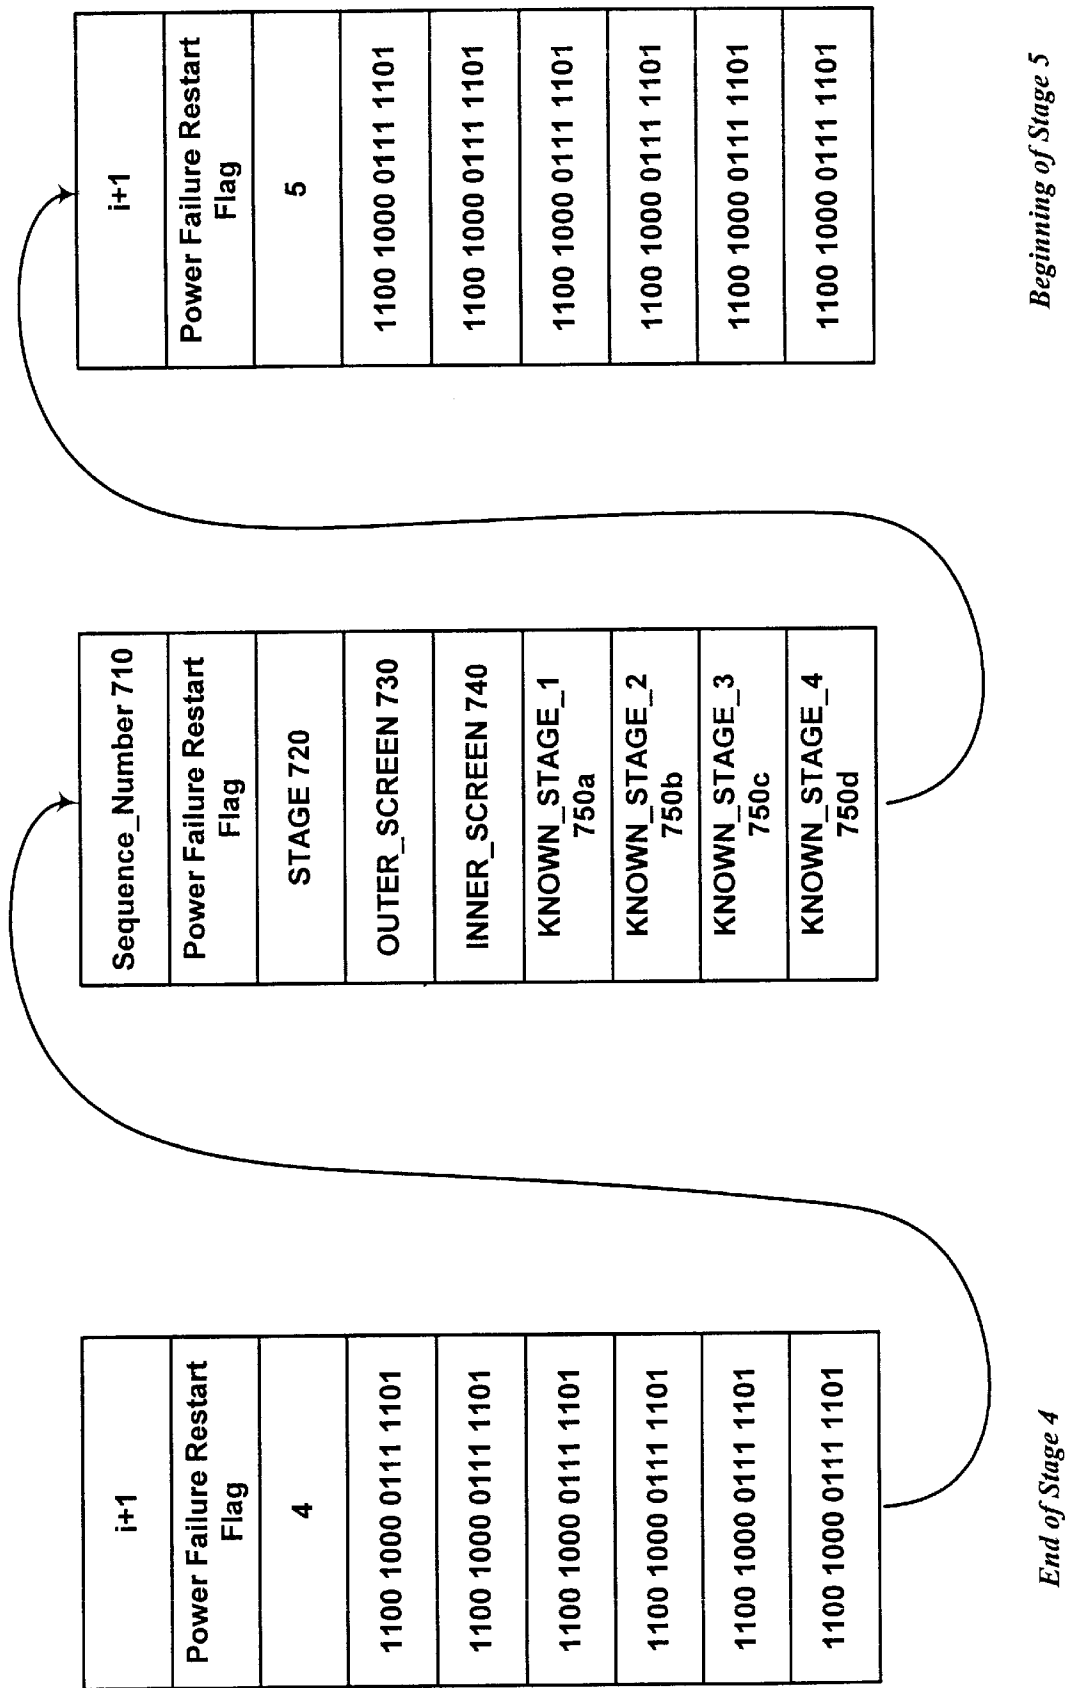 i+1
Power Failure Restart
Flag
4
1100 1000 0111 1101
1100 1000 0111 1101
1100 1000 0111 1101
1100 1000 0111 1101
1100 1000 0111 1101
1100 1000 0111 1101
End of Stage 4
Sequence_Number 710
Power Failure Restart
Flag
STAGE 720
OUTER_SCREEN 730
INNER_SCREEN 740
KNOWN_STAGE_1
750a
KNOWN_STAGE_2
750b
KNOWN_STAGE_3
750c
KNOWN_STAGE_4
750d
i+1
Power Failure Restart
Flag
5
1100 1000 0111 1101
1100 1000 0111 1101
1100 1000 0111 1101
1100 1000 0111 1101
1100 1000 0111 1101
1100 1000 0111 1101
Beginning of Stage 5